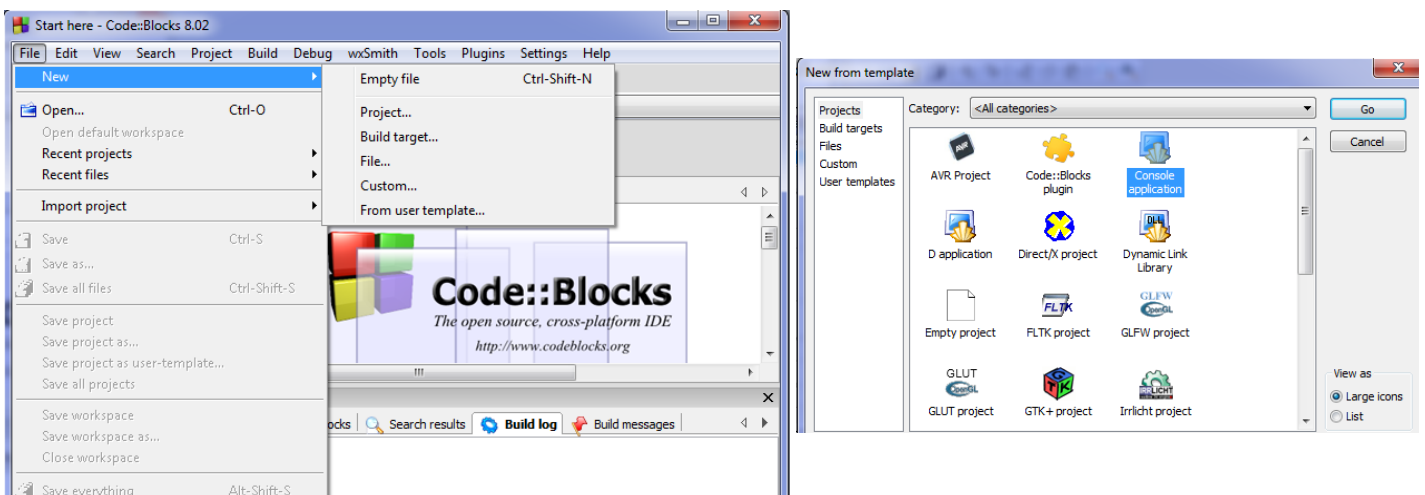 Start here - Code::Blocks 8.02
File Edit View Search Project Build Debug wxSmith Tools Plugins Settings Help
New
Open... Ctrl-O
Open default workspace
Recent projects
Recent files
Import project
Save Ctrl-S
Save as...
Save all files Ctrl-Shift-S
Save project
Save project as...
Save project as user-template...
Save all projects
Save workspace
Save workspace as...
Close workspace
Save everything Alt-Shift-S
Empty file Ctrl-Shift-N
Project...
Build target...
File...
Custom...
From user template...
Code::Blocks
The open source, cross-platform IDE
http://www.codeblocks.org
ocks Search results Build log Build messages
New from template
Projects
Build targets
Files
Custom
User templates
Category: <All categories>
Go
Cancel
AVR
AVR Project
Code::Blocks
plugin
Console
application
D application
Direct/X project
DLL
Dynamic Link
Library
Empty project
FLTK
FLTK project
GLFW
OpenGL
GLFW project
GLUT
OpenGL
GLUT project
GTK
GTK+ project
Irrlicht project
View as
Large icons
List